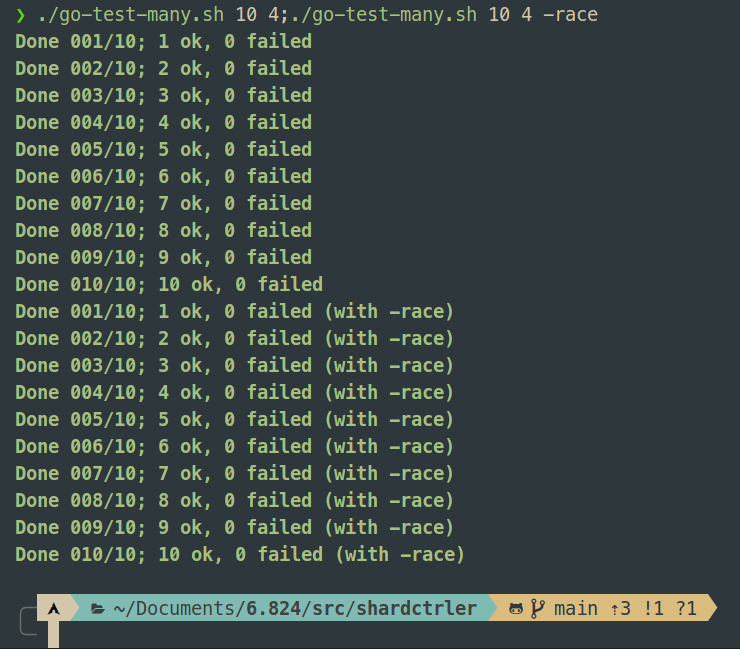 ❯ ./go-test-many.sh 10 4;./go-test-many.sh 10 4 -race
Done 001/10; 1 ok, 0 failed
Done 002/10; 2 ok, 0 failed
Done 003/10; 3 ok, 0 failed
Done 004/10; 4 ok, 0 failed
Done 005/10; 5 ok, 0 failed
Done 006/10; 6 ok, 0 failed
Done 007/10; 7 ok, 0 failed
Done 008/10; 8 ok, 0 failed
Done 009/10; 9 ok, 0 failed
Done 010/10; 10 ok, 0 failed
Done 001/10; 1 ok, 0 failed (with -race)
Done 002/10; 2 ok, 0 failed (with -race)
Done 003/10; 3 ok, 0 failed (with -race)
Done 004/10; 4 ok, 0 failed (with -race)
Done 005/10; 5 ok, 0 failed (with -race)
Done 006/10; 6 ok, 0 failed (with -race)
Done 007/10; 7 ok, 0 failed (with -race)
Done 008/10; 8 ok, 0 failed (with -race)
Done 009/10; 9 ok, 0 failed (with -race)
Done 010/10; 10 ok, 0 failed (with -race)
~/Documents/6.824/src/shardctrler main ⇡3 !1 ?1